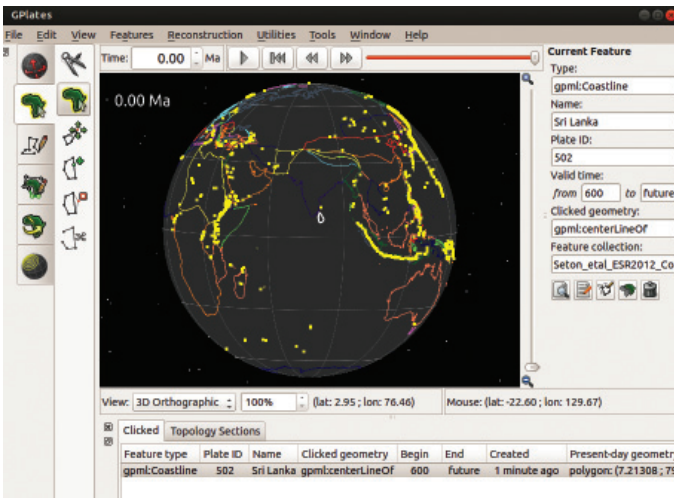 GPlates
File Edit View Features Reconstruction Utilities Tools Window Help
Time: 0.00 Ma
0.00 Ma
Current Feature
Type:
gpml:Coastline
Name:
Sri Lanka
Plate ID:
502
Valid time:
from 600 to future
Clicked geometry:
gpml:centerLineOf
Feature collection:
Seton_etal_ESR2012_Co
View: 3D Orthographic 100% (lat: 2.95 ; lon: 76.46) Mouse: (lat: -22.60 ; lon: 129.67)
Clicked Topology Sections
Feature type Plate ID Name Clicked geometry Begin End Created Present-day geometr
gpml:Coastline 502 Sri Lanka gpml:centerLineOf 600 future 1 minute ago polygon: (7.21308 ; 79